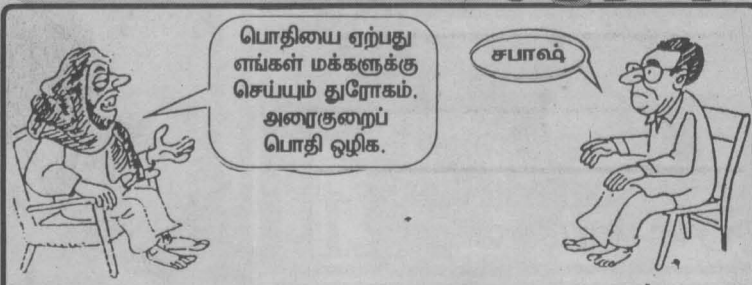 பொதியை ஏற்பது
எங்கள் மக்களுக்கு
செய்யும் துரோகம்.
அரைகுறைப்
பொதி ஒழிக.
சபாஷ்